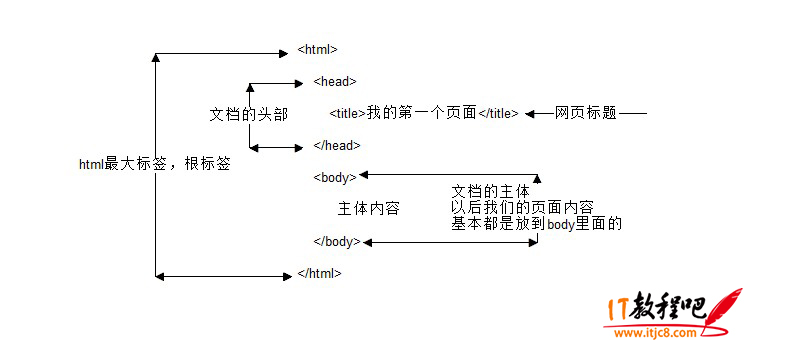 <html>
<head>
文档的头部
<title>我的第一个页面</title>
网页标题
</head>
html最大标签，根标签
<body>
文档的主体
以后我们的页面内容
基本都是放到body里面的
主体内容
</body>
</html>
IT教程吧
www.itjc8.com